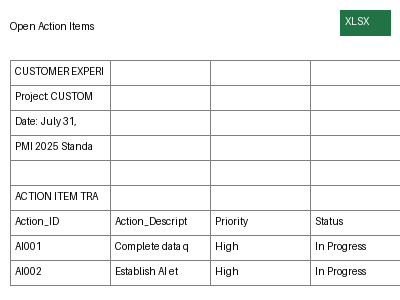 Open Action Items
XLSX
CUSTOMER EXPERI
Project: CUSTOM
Date: July 31,
PMI 2025 Standa
ACTION ITEM TRA
Action_ID Action_Descript Priority Status
AI001 Complete data q High In Progress
AI002 Establish AI et High In Progress